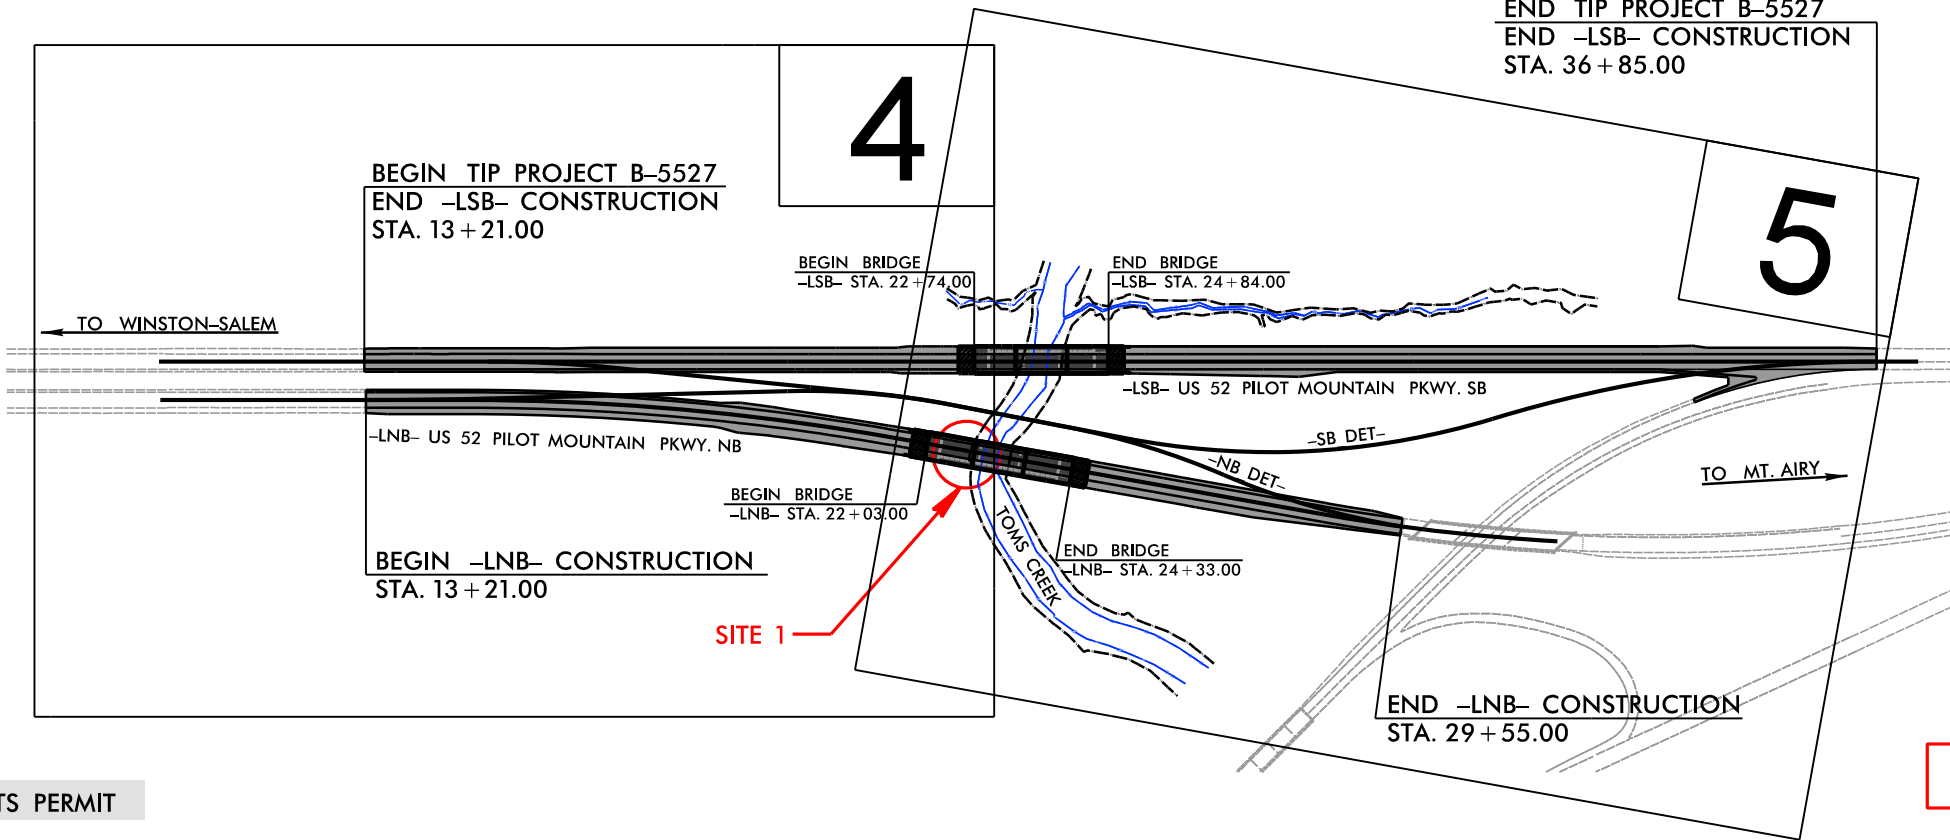 END TIP PROJECT B–5527
END –LSB– CONSTRUCTION
STA. 36+85.00
4
5
BEGIN TIP PROJECT B–5527
END –LSB– CONSTRUCTION
STA. 13+21.00
BEGIN BRIDGE
–LSB– STA. 22+74.00
END BRIDGE
–LSB– STA. 24+84.00
TO WINSTON–SALEM
–LSB– US 52 PILOT MOUNTAIN PKWY. SB
–LNB– US 52 PILOT MOUNTAIN PKWY. NB
–SB DET–
–NB DET–
TO MT. AIRY
BEGIN BRIDGE
–LNB– STA. 22+03.00
TOMS CREEK
END BRIDGE
–LNB– STA. 24+33.00
BEGIN –LNB– CONSTRUCTION
STA. 13+21.00
SITE 1
END –LNB– CONSTRUCTION
STA. 29+55.00
TS PERMIT